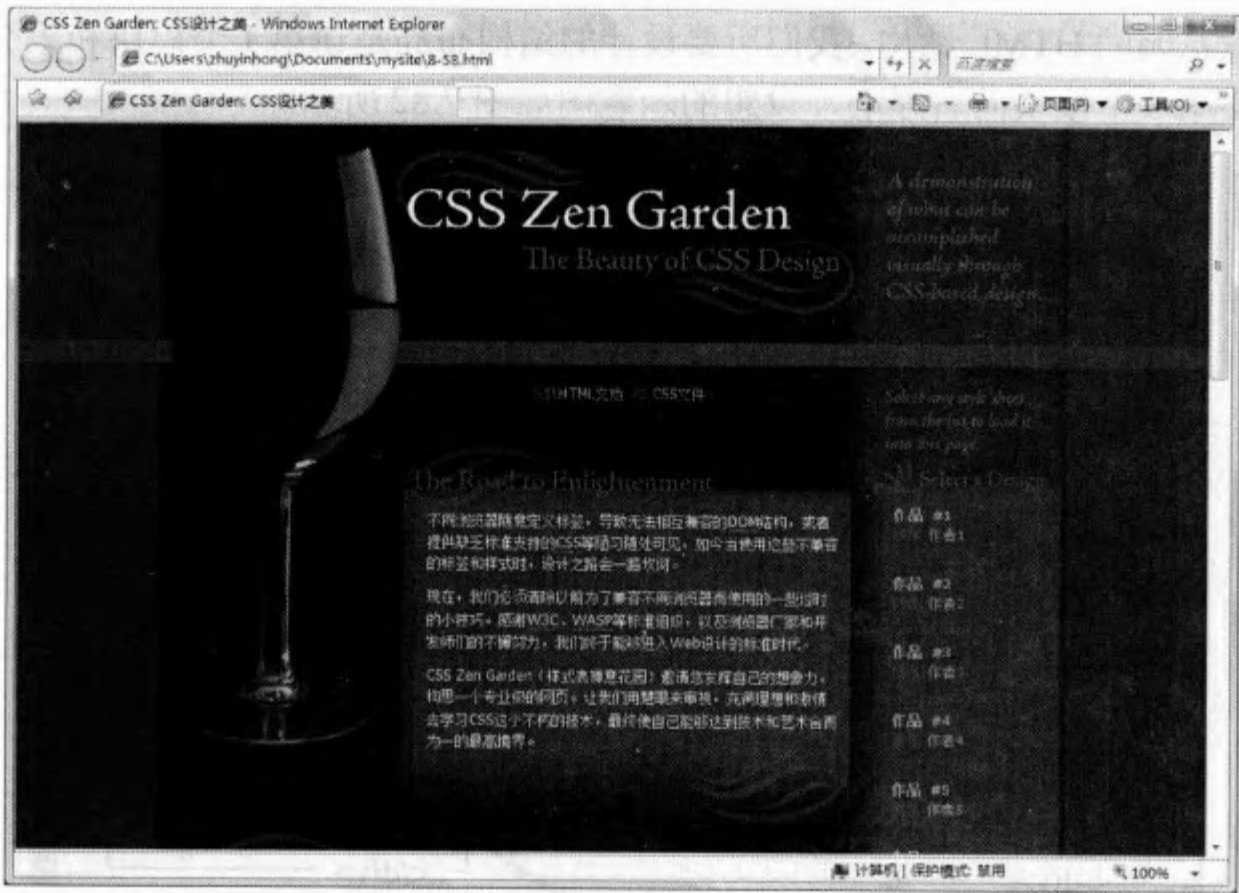 CSS Zen Garden: CSS设计之美 - Windows Internet Explorer
C:\Users\zhuyinhong\Documents\mysite\8-58.html
百度搜索
CSS Zen Garden: CSS设计之美
页面(P)
工具(O)
CSS Zen Garden
The Beauty of CSS Design
A demonstration
of what can be
accomplished
visually through
CSS-based design.
HTML文档 CSS文件
Select any style sheet
from the list to load it
into this page.
The Road to Enlightenment
Select a Design
不同浏览器随意定义标签，导致无法相互兼容的DOM结构，或者
提供缺乏标准支持的CSS等陋习随处可见，如今当使用这些不兼容
的标签和样式时，设计之路会一路坎坷。
现在，我们必须清除以前为了兼容不同浏览器而使用的一些过时
的小技巧。感谢W3C、WASP等标准组织，以及浏览器厂家和开
发师们的不懈努力，我们终于能够进入Web设计的标准时代。
CSS Zen Garden（样式表禅意花园）邀请您发挥自己的想象力，
构思一个专业级的网页。让我们用慧眼来审视，充满理想和激情
去学习CSS这个不朽的技术，最终使自己能够达到技术和艺术合而
为一的最高境界。
作品 #1
作者1
作品 #2
作者2
作品 #3
作者3
作品 #4
作者4
作品 #5
作者5
计算机 | 保护模式: 禁用
100%